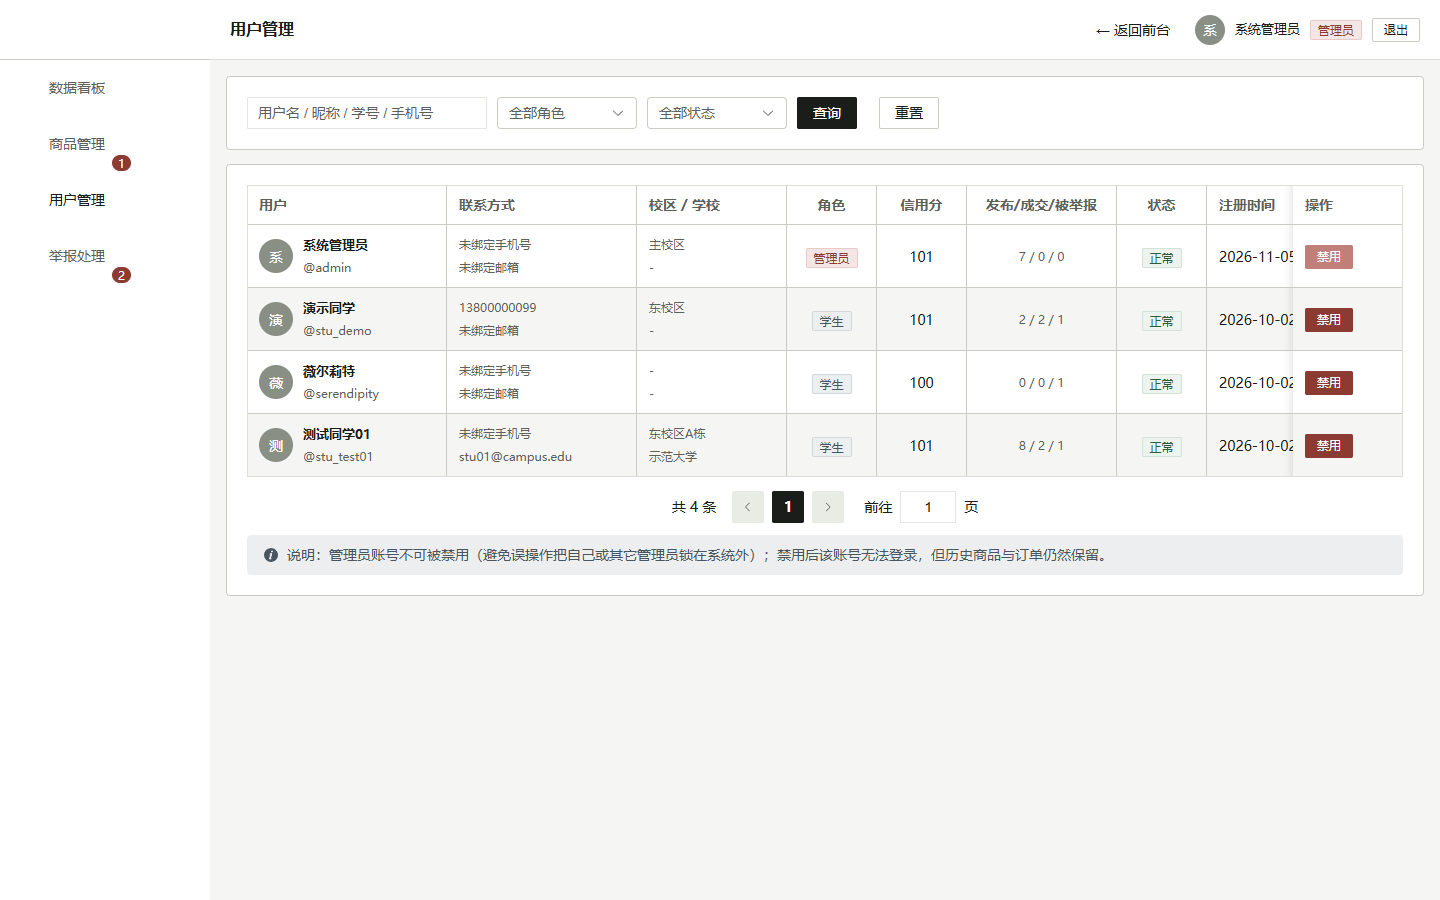 用户管理
← 返回前台
系 系统管理员 管理员 退出
数据看板
商品管理
1
用户管理
举报处理
2
用户名 / 昵称 / 学号 / 手机号 全部角色 全部状态 查询 重置
用户 联系方式 校区 / 学校 角色 信用分 发布/成交/被举报 状态 注册时间 操作
系 系统管理员 未绑定手机号 主校区 管理员 101 7 / 0 / 0 正常 2026-11-05 禁用
@admin 未绑定邮箱 -
演 演示同学 13800000099 东校区 学生 101 2 / 2 / 1 正常 2026-10-02 禁用
@stu_demo 未绑定邮箱 -
薇 薇尔莉特 未绑定手机号 - 学生 100 0 / 0 / 1 正常 2026-10-02 禁用
@serendipity 未绑定邮箱 -
测 测试同学01 未绑定手机号 东校区A栋 学生 101 8 / 2 / 1 正常 2026-10-02 禁用
@stu_test01 stu01@campus.edu 示范大学
共 4 条 1 前往 1 页
说明：管理员账号不可被禁用（避免误操作把自己或其它管理员锁在系统外）；禁用后该账号无法登录，但历史商品与订单仍然保留。